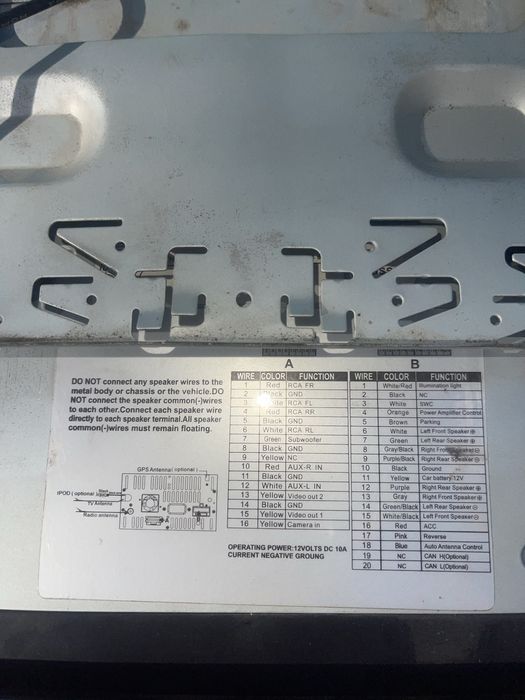 DO NOT connect any speaker wires to the
metal body or chassis or the vehicle.DO
NOT connect the speaker common(-)wires
to each other.Connect each speaker wire
directly to each speaker terminal.All speaker
common(-)wires must remain floating.
GPS Antenna( optional )
IPOD ( optional )
Black
TV Antenna
Radio antenna
A
WIRE COLOR FUNCTION
1 Red RCA FR
2 Black GND
3 White RCA FL
4 Red RCA RR
5 Black GND
6 White RCA RL
7 Green Subwoofer
8 Black GND
9 Yellow NC
10 Red AUX-R IN
11 Black GND
12 White AUX-L IN
13 Yellow Video out 2
14 Black GND
15 Yellow Video out 1
16 Yellow Camera in
OPERATING POWER:12VOLTS DC 10A
CURRENT NEGATIVE GROUNG
B
WIRE COLOR FUNCTION
1 White/Red Illumination light
2 Black NC
3 White SWC
4 Orange Power Amplifier Control
5 Brown Parking
6 White Left Front Speaker⊕
7 Green Left Rear Speaker⊕
8 Gray/Black Right Front Speaker⊖
9 Purple/Black Right Rear Speaker⊖
10 Black Ground
11 Yellow Car battery 12V
12 Purple Right Rear Speaker⊕
13 Gray Right Front Speaker⊕
14 Green/Black Left Rear Speaker⊖
15 White/Black Left Front Speaker⊖
16 Red ACC
17 Pink Reverse
18 Blue Auto Antenna Control
19 NC CAN H(Optional)
20 NC CAN L(Optional)